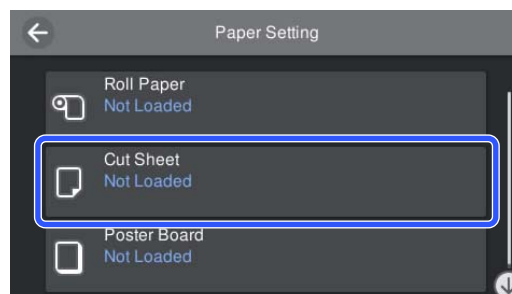 Paper Setting
Roll Paper
Not Loaded
Cut Sheet
Not Loaded
Poster Board
Not Loaded